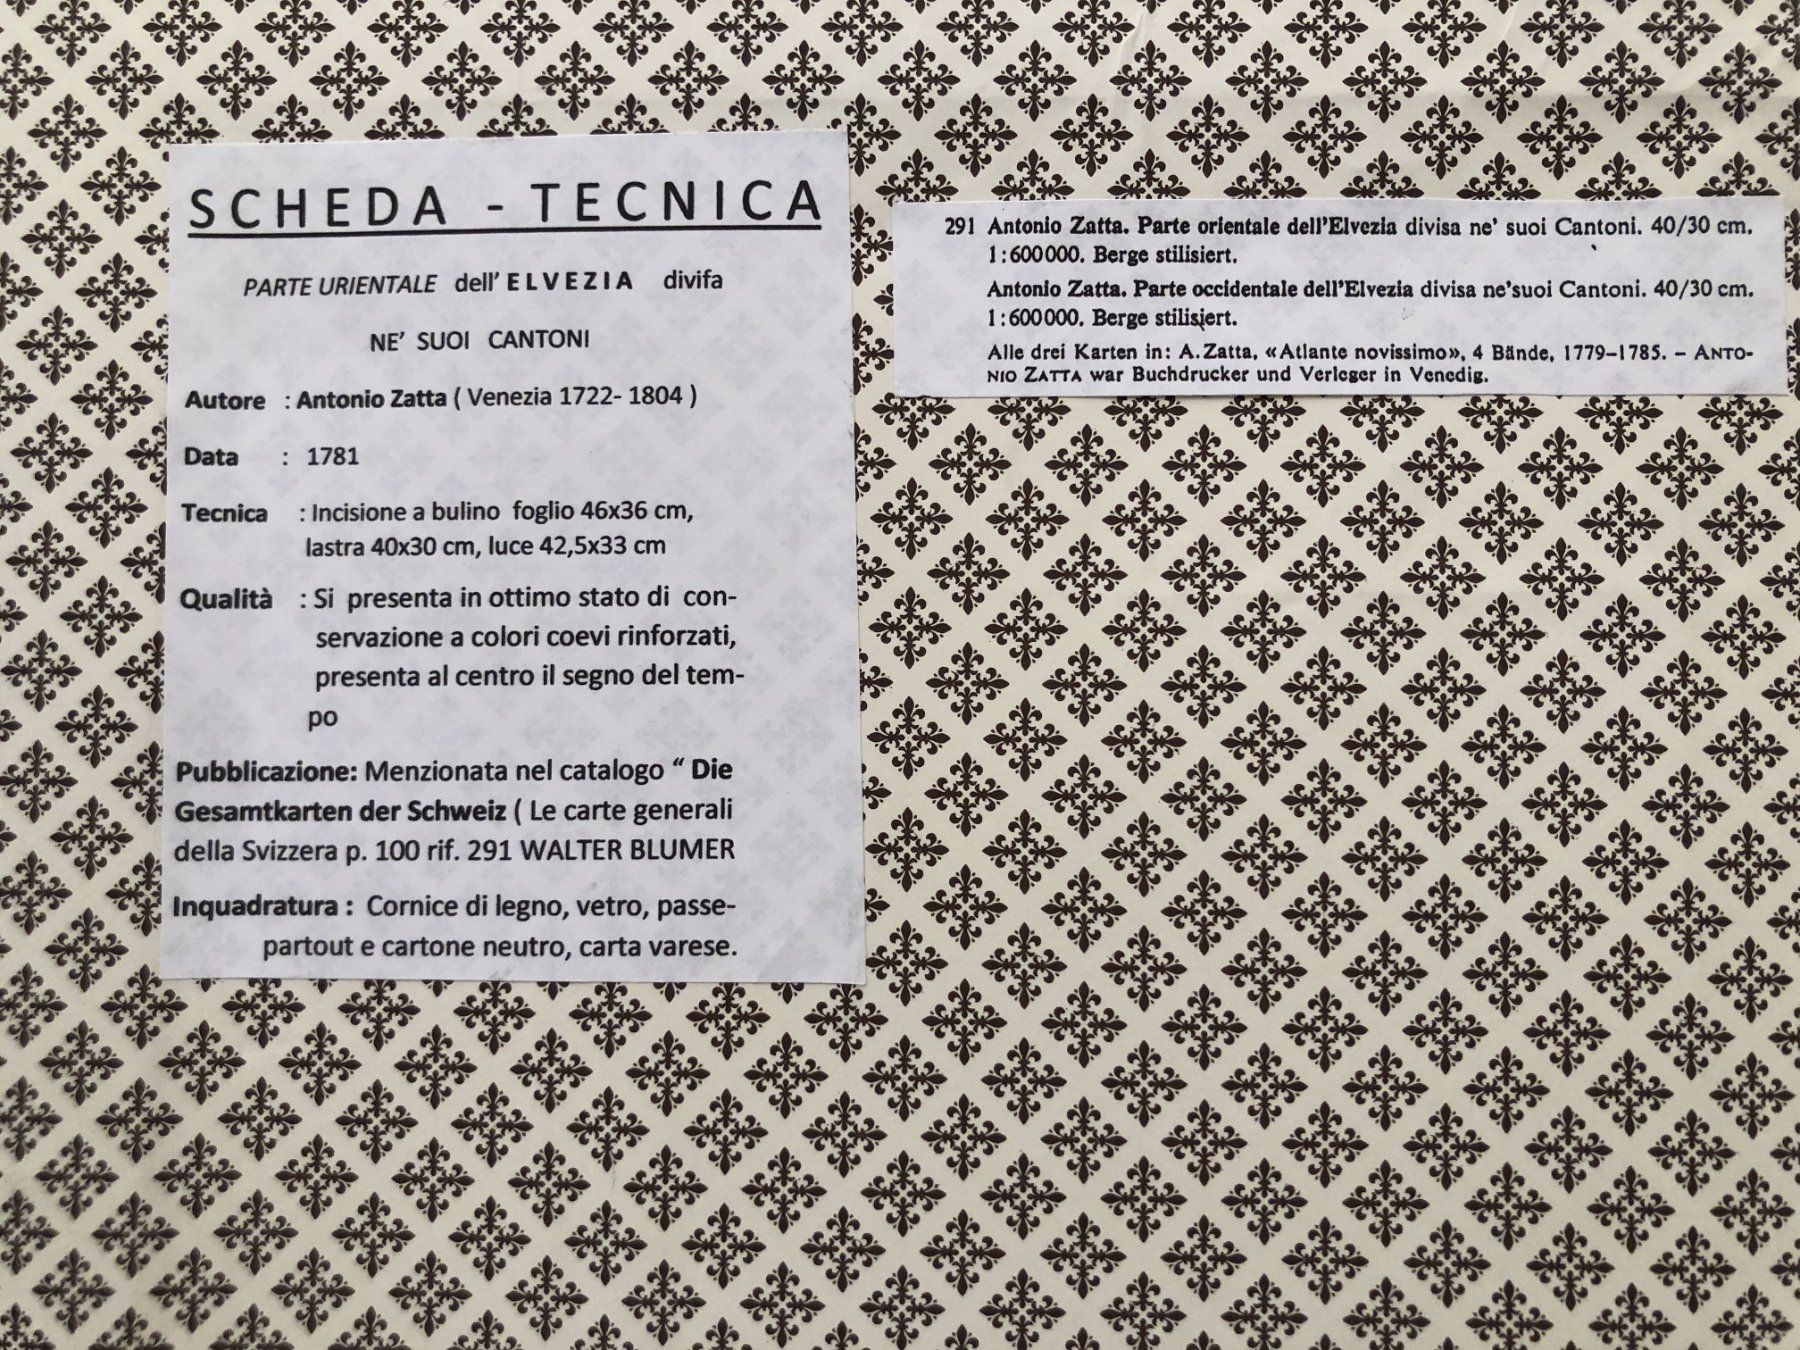 SCHEDA - TECNICA
PARTE URIENTALE dell' ELVEZIA divifa
NE' SUOI CANTONI
Autore : Antonio Zatta ( Venezia 1722- 1804 )
Data : 1781
Tecnica : Incisione a bulino foglio 46x36 cm,
lastra 40x30 cm, luce 42,5x33 cm
Qualità : Si presenta in ottimo stato di con-
servazione a colori coevi rinforzati,
presenta al centro il segno del tem-
po
Pubblicazione: Menzionata nel catalogo “ Die
Gesamtkarten der Schweiz ( Le carte generali
della Svizzera p. 100 rif. 291 WALTER BLUMER
Inquadratura : Cornice di legno, vetro, passe-
partout e cartone neutro, carta varese.
291 Antonio Zatta. Parte orientale dell'Elvezia divisa ne' suoi Cantoni. 40/30 cm.
1:600000. Berge stilisiert.
Antonio Zatta. Parte occidentale dell'Elvezia divisa ne'suoi Cantoni. 40/30 cm.
1:600000. Berge stilisiert.
Alle drei Karten in: A.Zatta, «Atlante novissimo», 4 Bände, 1779–1785. – ANTO-
NIO ZATTA war Buchdrucker und Verleger in Venedig.